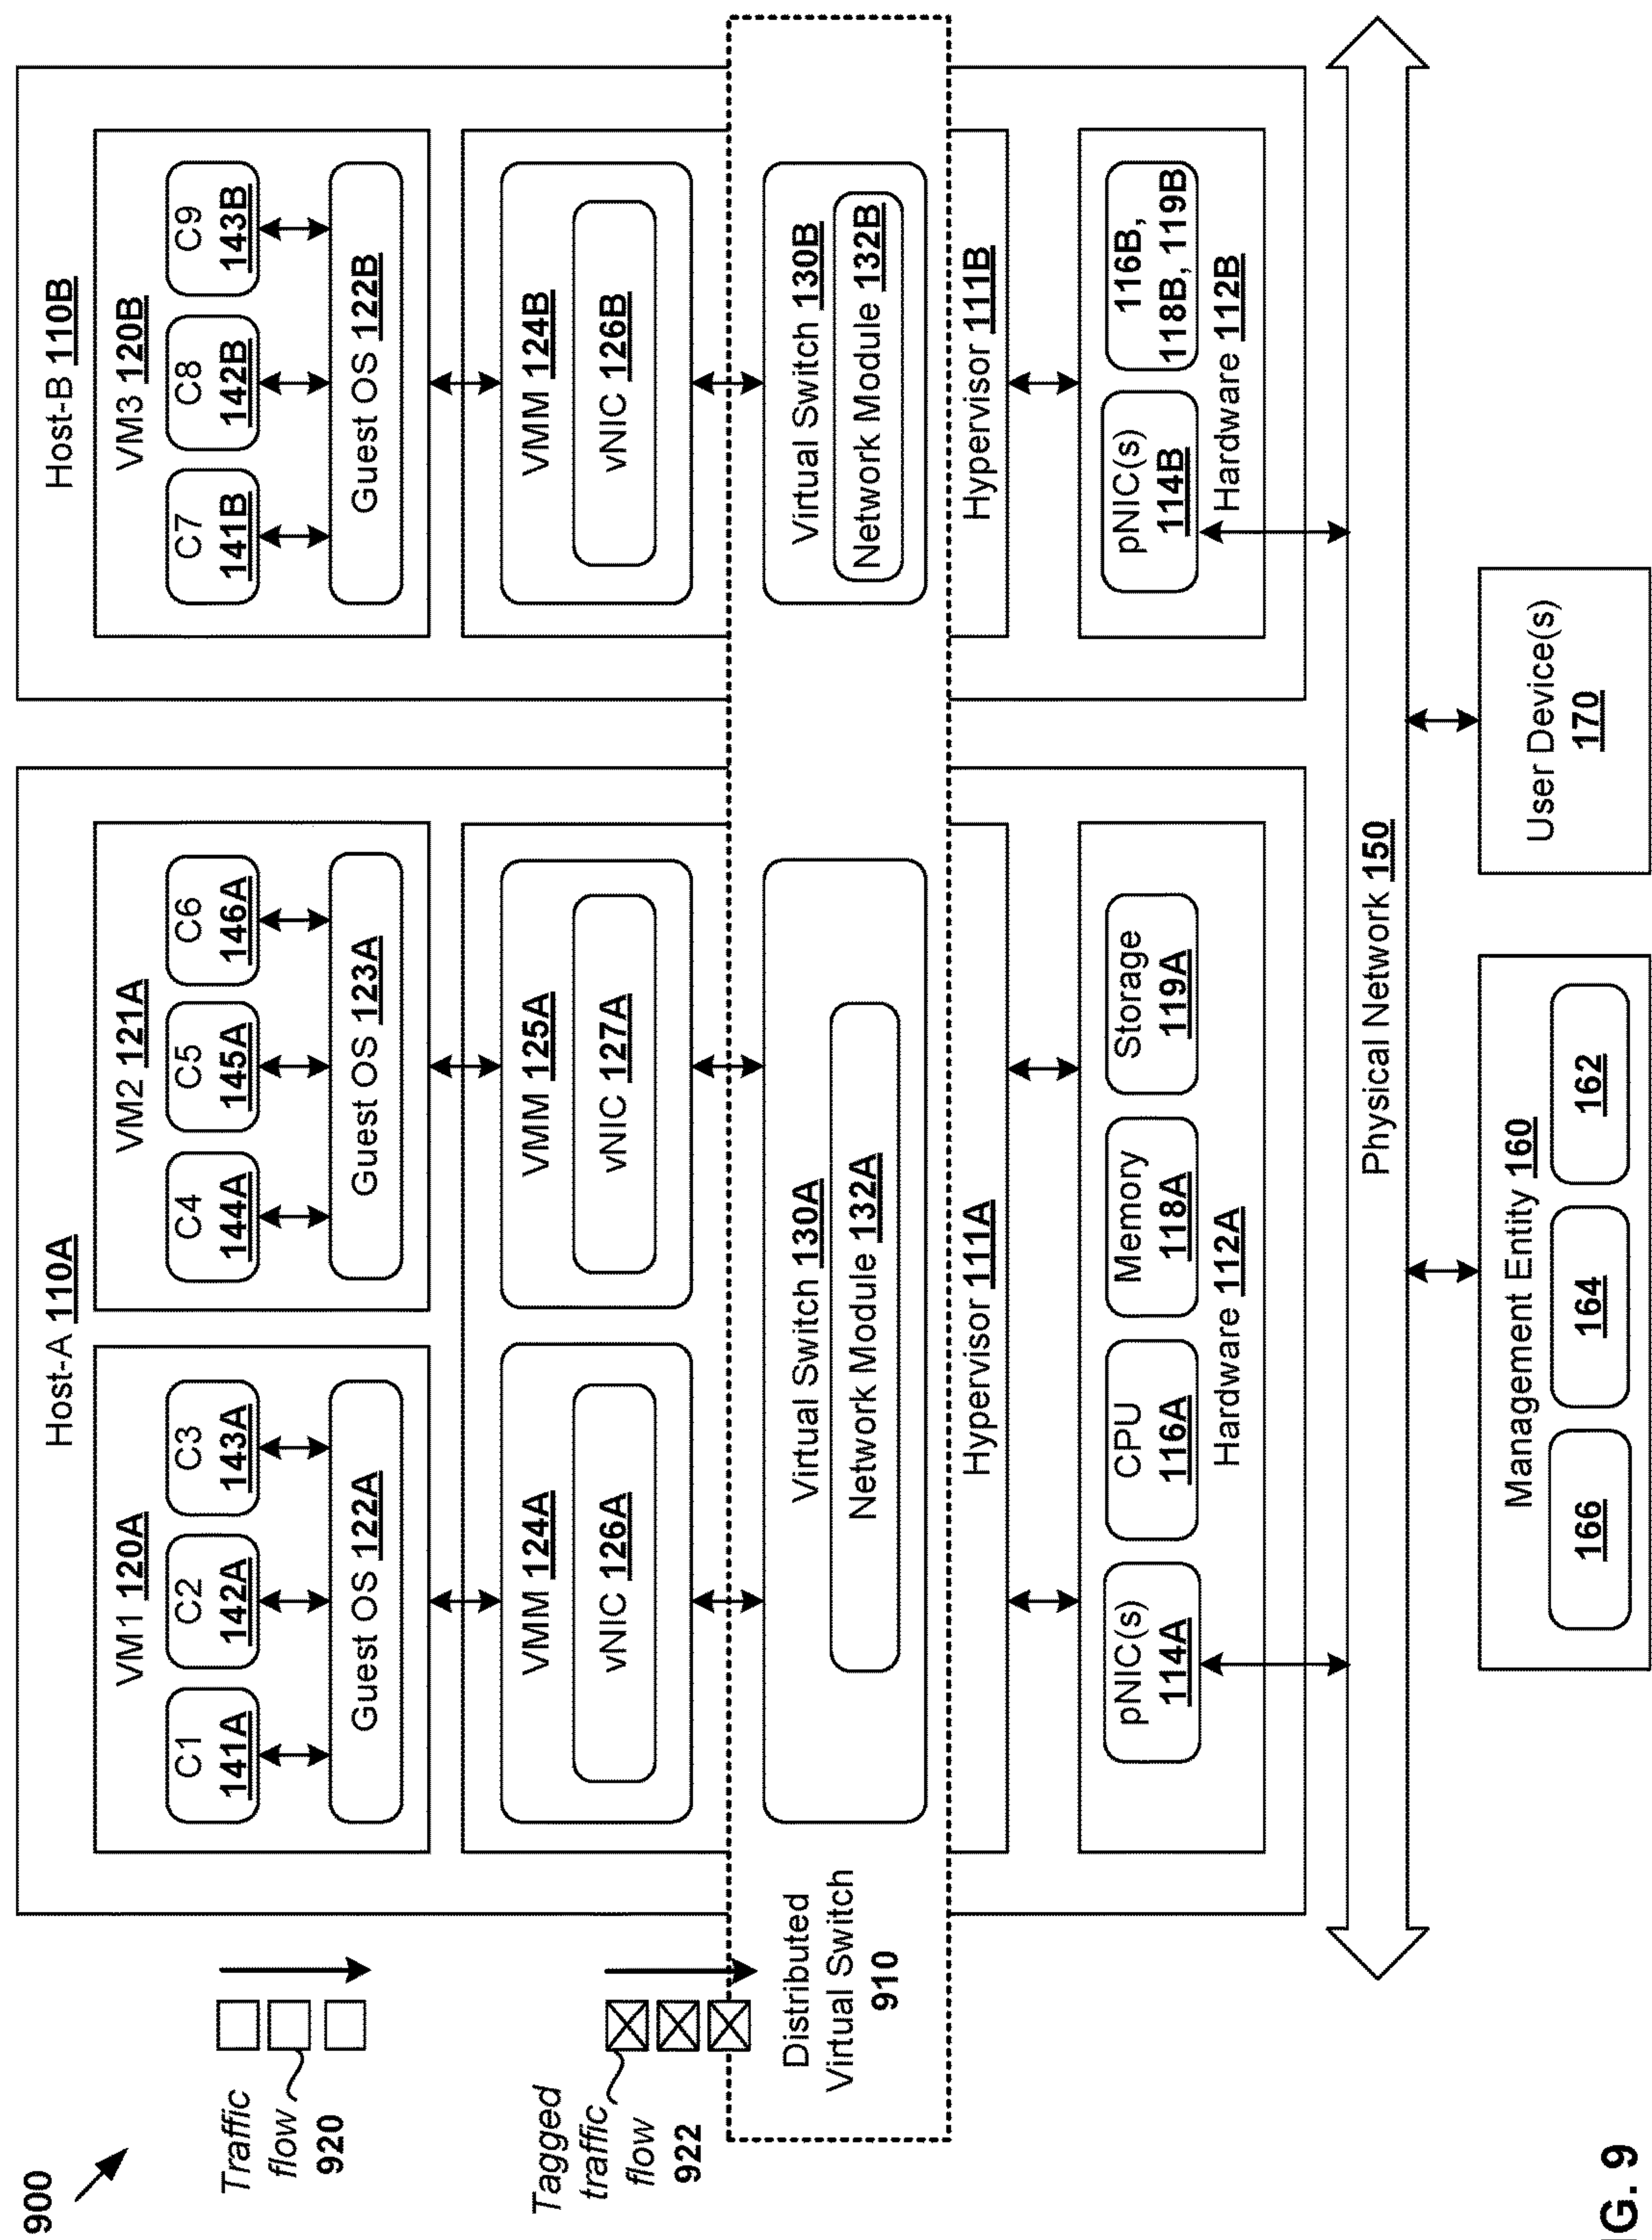 900
Traffic
flow
920
Tagged
traffic
flow
922
Distributed
Virtual Switch
910
Host-A 110A
VM1 120A
C1
141A
C2
142A
C3
143A
Guest OS 122A
VM2 121A
C4
144A
C5
145A
C6
146A
Guest OS 123A
VMM 124A
vNIC 126A
VMM 125A
vNIC 127A
Virtual Switch 130A
Network Module 132A
Hypervisor 111A
pNIC(s)
114A
CPU
116A
Memory
118A
Storage
119A
Hardware 112A
Host-B 110B
VM3 120B
C7
141B
C8
142B
C9
143B
Guest OS 122B
VMM 124B
vNIC 126B
Virtual Switch 130B
Network Module 132B
Hypervisor 111B
pNIC(s)
114B
116B,
118B, 119B
Hardware 112B
Physical Network 150
Management Entity 160
166
164
162
User Device(s)
170
G. 9